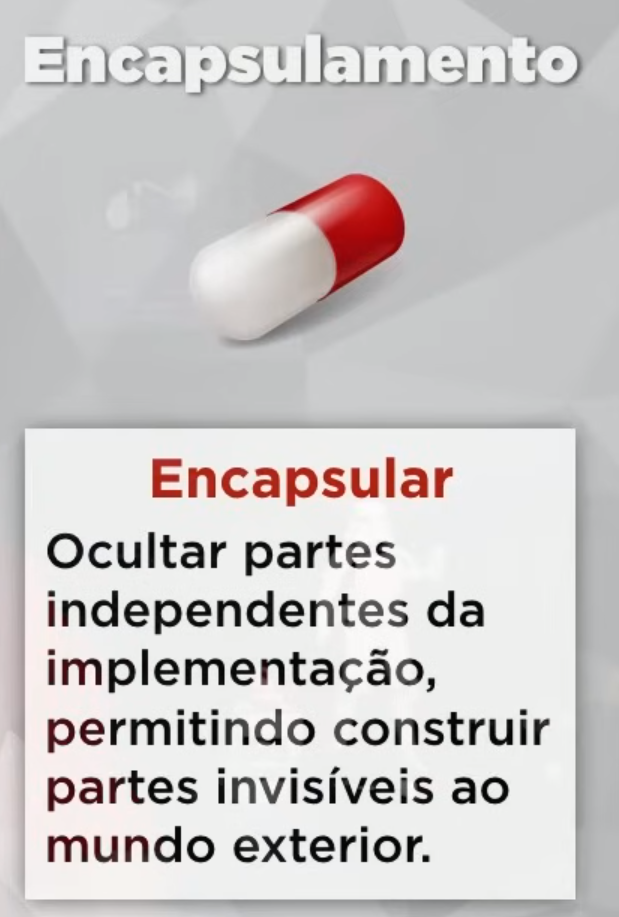 Encapsulamento
Encapsular
Ocultar partes
independentes da
implementação,
permitindo construir
partes invisíveis ao
mundo exterior.